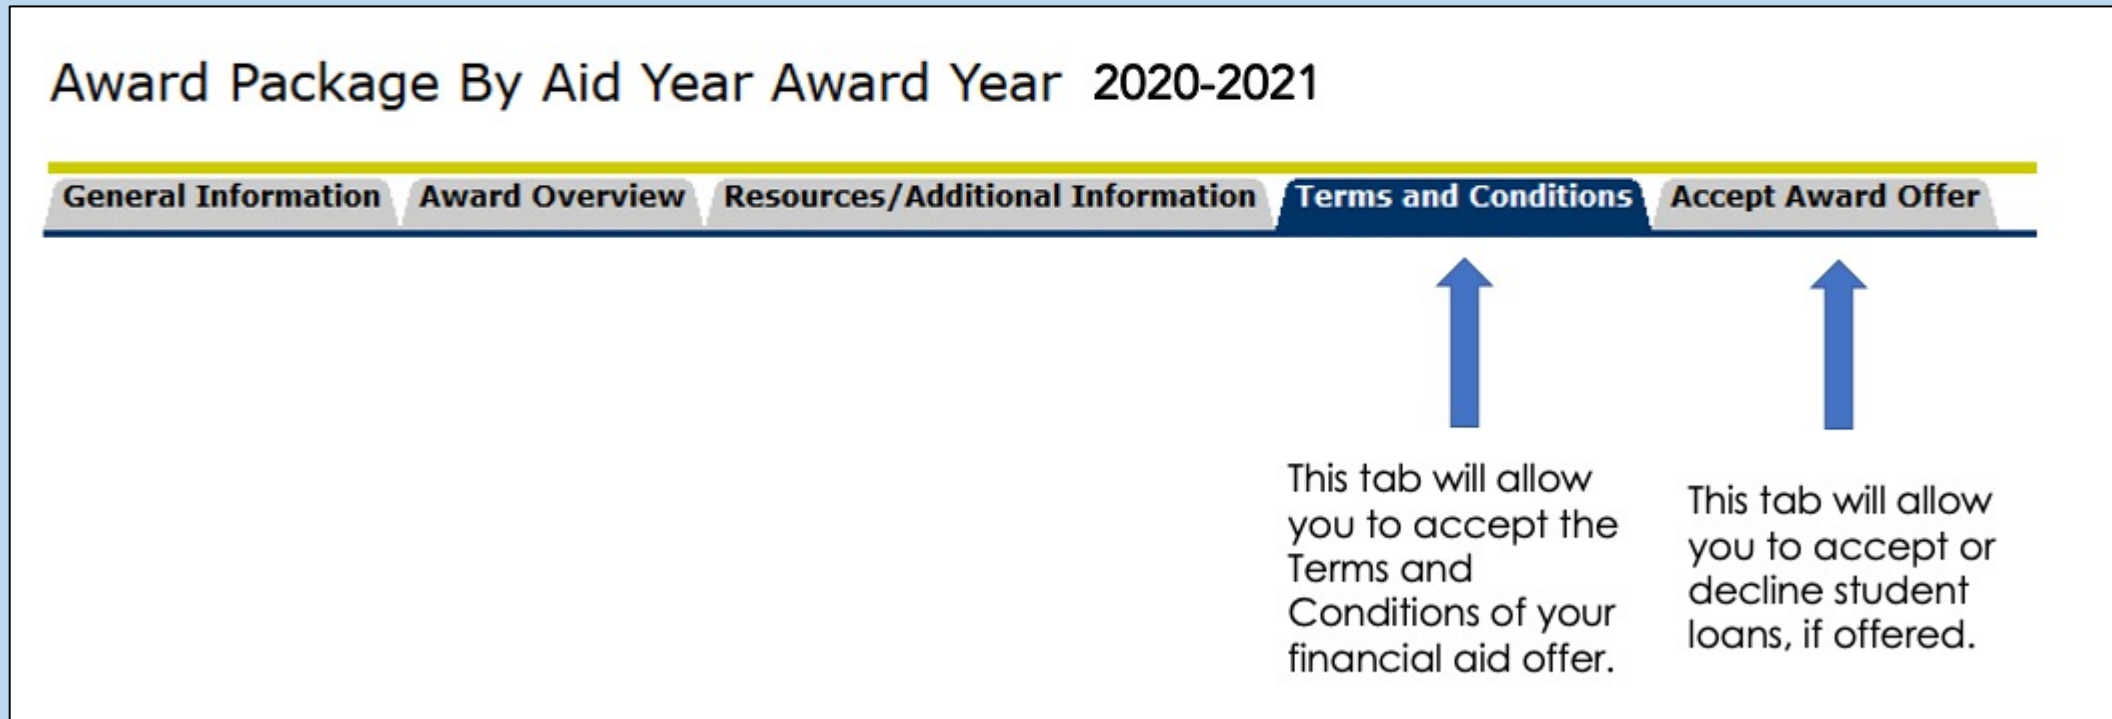 Award Package By Aid Year Award Year 2020-2021
General Information Award Overview Resources/Additional Information Terms and Conditions Accept Award Offer
This tab will allow
you to accept the
Terms and
Conditions of your
financial aid offer.
This tab will allow
you to accept or
decline student
loans, if offered.